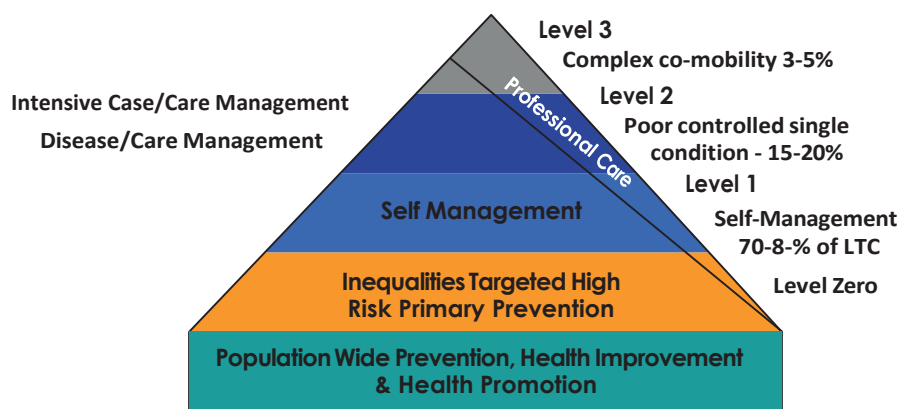 Level 3
Complex co-mobility 3-5%
Intensive Case/Care Management
Disease/Care Management
Professional Care
Level 2
Poor controlled single
condition - 15-20%
Level 1
Self Management
Self-Management
70-8-% of LTC
Inequalities Targeted High
Risk Primary Prevention
Level Zero
Population Wide Prevention, Health Improvement
& Health Promotion